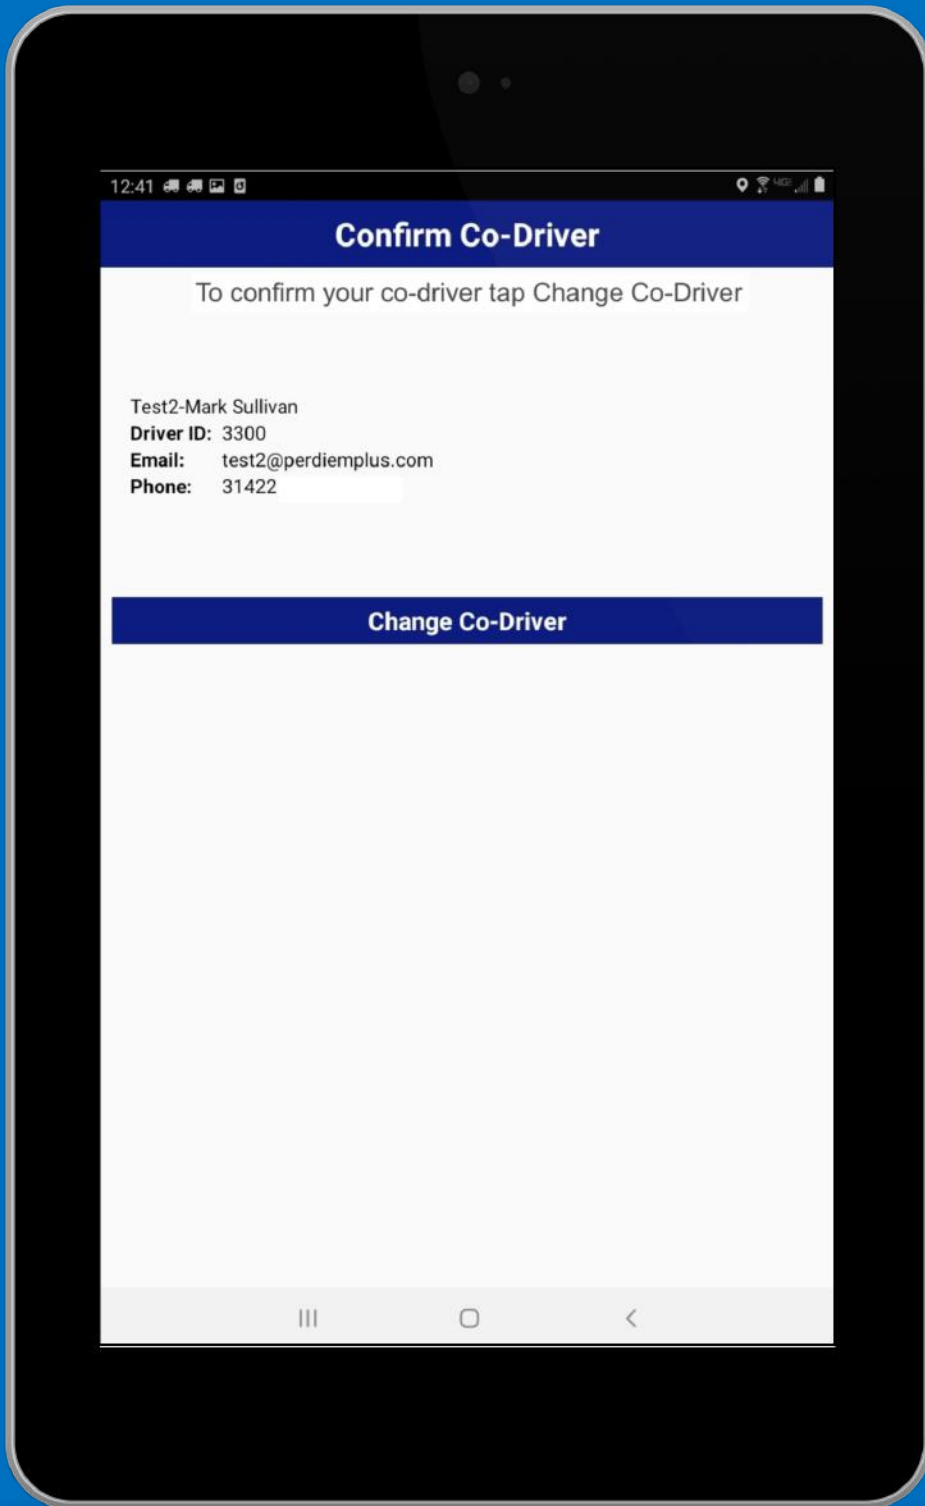 12:41
Confirm Co-Driver
To confirm your co-driver tap Change Co-Driver
Test2-Mark Sullivan
Driver ID: 3300
Email: test2@perdiemplus.com
Phone: 31422
Change Co-Driver